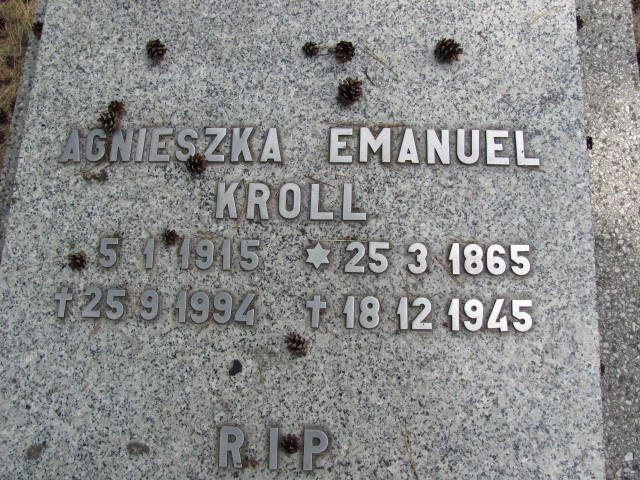 AGNIESZKA EMANUEL
KROLL
5 1 1915 ✶ 25 3 1865
† 25 9 1994 † 18 12 1945
R I P